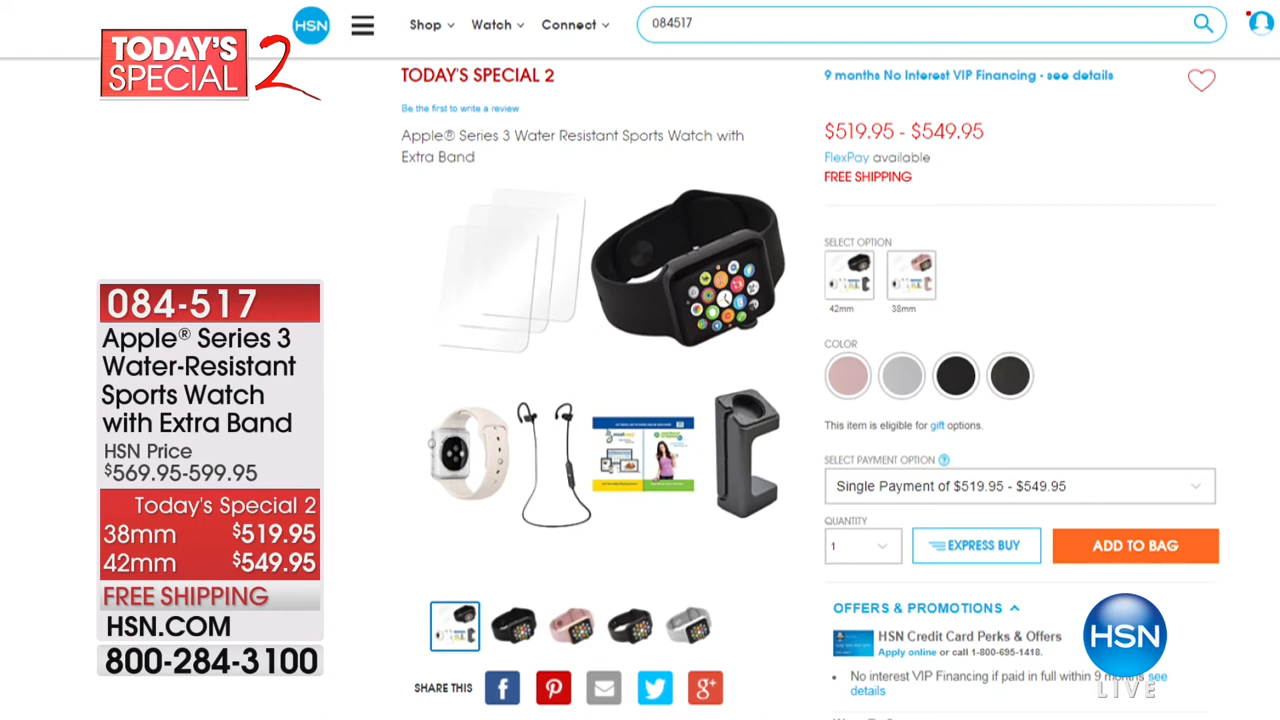 TODAY'S
SPECIAL 2
HSN
Shop
Watch
Connect
084517
TODAY'S SPECIAL 2
Be the first to write a review
Apple® Series 3 Water Resistant Sports Watch with
Extra Band
9 months No Interest VIP Financing - see details
$519.95 - $549.95
FlexPay available
FREE SHIPPING
SELECT OPTION
42mm
38mm
COLOR
This item is eligible for gift options.
SELECT PAYMENT OPTION ?
Single Payment of $519.95 - $549.95
QUANTITY
1
EXPRESS BUY
ADD TO BAG
OFFERS & PROMOTIONS
HSN Credit Card Perks & Offers
Apply online or call 1-800-695-1418.
No interest VIP Financing if paid in full within 9 months see
details
SHARE THIS
f
g+
084-517
Apple® Series 3
Water-Resistant
Sports Watch
with Extra Band
HSN Price
$569.95-599.95
Today's Special 2
38mm $519.95
42mm $549.95
FREE SHIPPING
HSN.COM
800-284-3100
HSN
LIVE